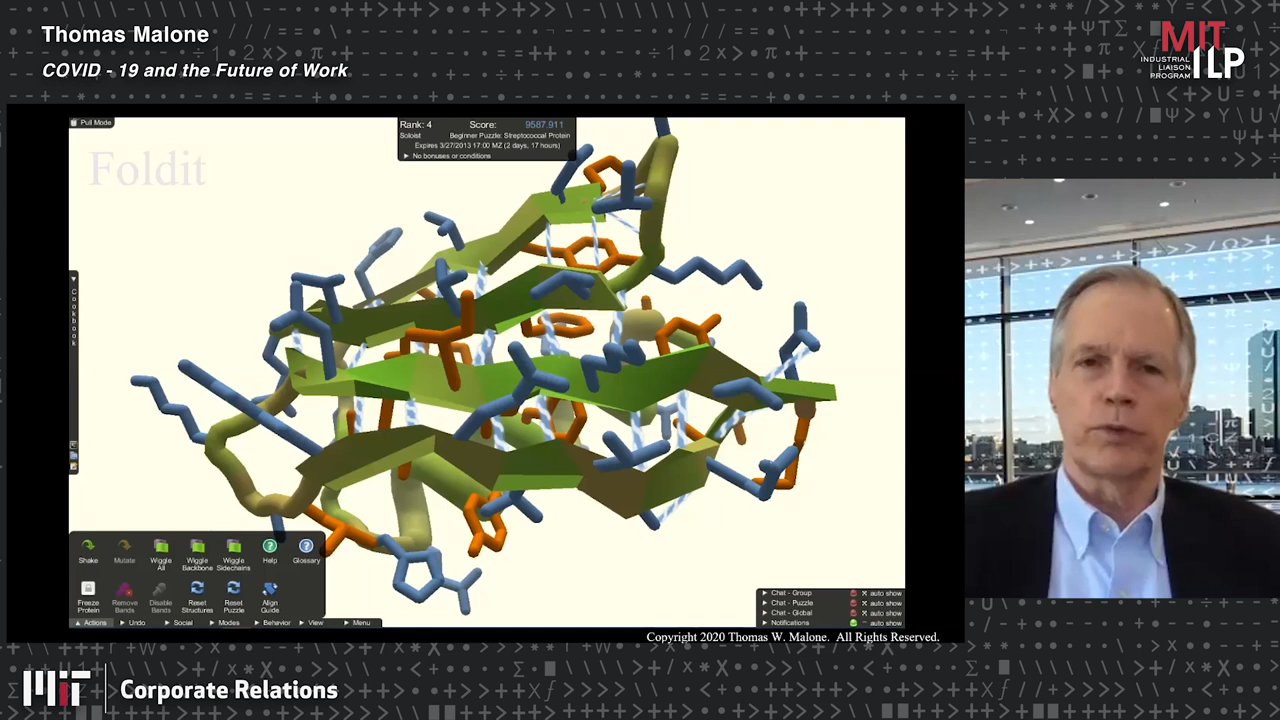 Thomas Malone
COVID - 19 and the Future of Work
MIT
INDUSTRIAL
LIAISON
PROGRAM
ILP
Pull Mode
Foldit
Rank: 4 Score: 9587.911
Soloist Beginner Puzzle: Streptococcal Protein
Expires 3/27/2013 17:00 MZ (2 days, 17 hours)
No bonuses or conditions
Cookbook
Shake Mutate Wiggle All Wiggle Backbone Wiggle Sidechains Help Glossary
Freeze Protein Remove Bands Disable Bands Reset Structures Reset Puzzle Align Guide
Actions Undo Social Modes Behavior View Menu
Chat - Group auto show
Chat - Puzzle auto show
Chat - Global auto show
Notifications auto show
Copyright 2020 Thomas W. Malone. All Rights Reserved.
MIT Corporate Relations